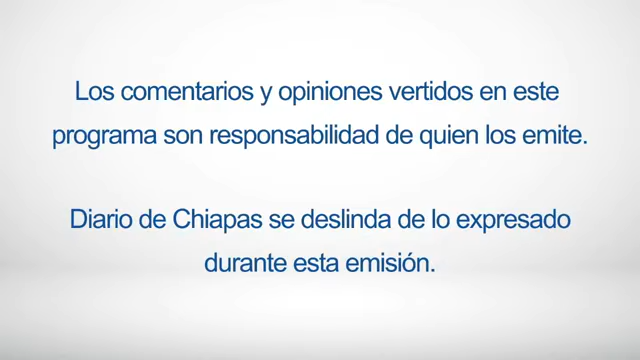 Los comentarios y opiniones vertidos en este
programa son responsabilidad de quien los emite.
Diario de Chiapas se deslinda de lo expresado
durante esta emisión.